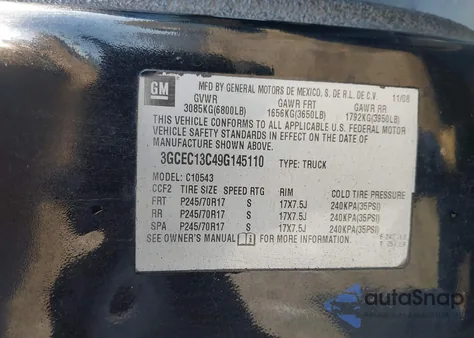 GM
MFD BY GENERAL MOTORS DE MEXICO, S. DE R.L. DE C.V. 11/08
GVWR GAWR FRT GAWR RR
3085KG(6800LB) 1656KG(3650LB) 1792KG(3950LB)
THIS VEHICLE CONFORMS TO ALL APPLICABLE U.S. FEDERAL MOTOR
VEHICLE SAFETY STANDARDS IN EFFECT ON THE DATE OF
MANUFACTURE SHOWN ABOVE.
3GCEC13C49G145110 TYPE: TRUCK
MODEL: C10543
CCF2 TIRE SIZE SPEED RTG RIM COLD TIRE PRESSURE
FRT P245/70R17 S 17X7.5J 240KPA(35PSI)
RR P245/70R17 S 17X7.5J 240KPA(35PSI)
SPA P245/70R17 S 17X7.5J 240KPA(35PSI)
SEE OWNER'S MANUAL FOR MORE INFORMATION.
autoSnap